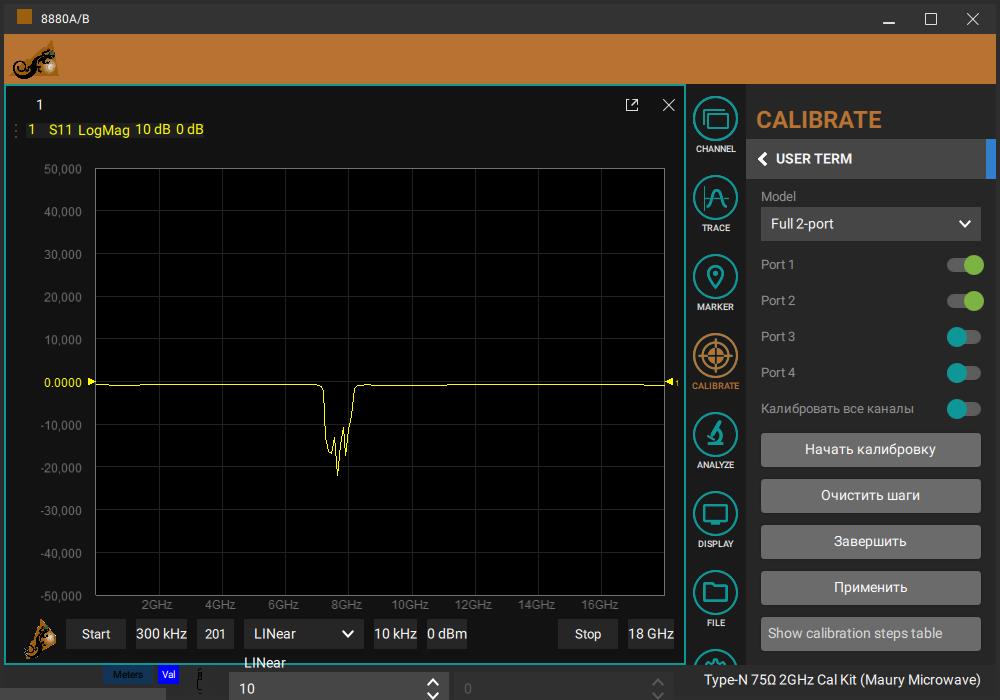 8880A/B
1
1 S11 LogMag 10 dB 0 dB
50,000
40,000
30,000
20,000
10,000
0.0000
1
-10,000
-20,000
-30,000
-40,000
-50,000
2GHz 4GHz 6GHz 8GHz 10GHz 12GHz 14GHz 16GHz
Start 300 kHz 201 LINear 10 kHz 0 dBm Stop 18 GHz
LINear
Meters Val
10 0
CHANNEL
TRACE
MARKER
CALIBRATE
ANALYZE
DISPLAY
FILE
CALIBRATE
USER TERM
Model
Full 2-port
Port 1
Port 2
Port 3
Port 4
Калибровать все каналы
Начать калибровку
Очистить шаги
Завершить
Применить
Show calibration steps table
Type-N 75Ω 2GHz Cal Kit (Maury Microwave)